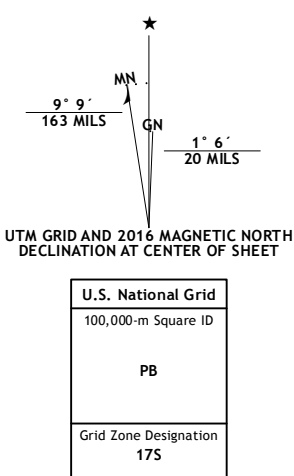 ★
MN
9° 9´
163 MILS
GN
1° 6´
20 MILS
UTM GRID AND 2016 MAGNETIC NORTH
DECLINATION AT CENTER OF SHEET
U.S. National Grid
100,000-m Square ID
PB
Grid Zone Designation
17S